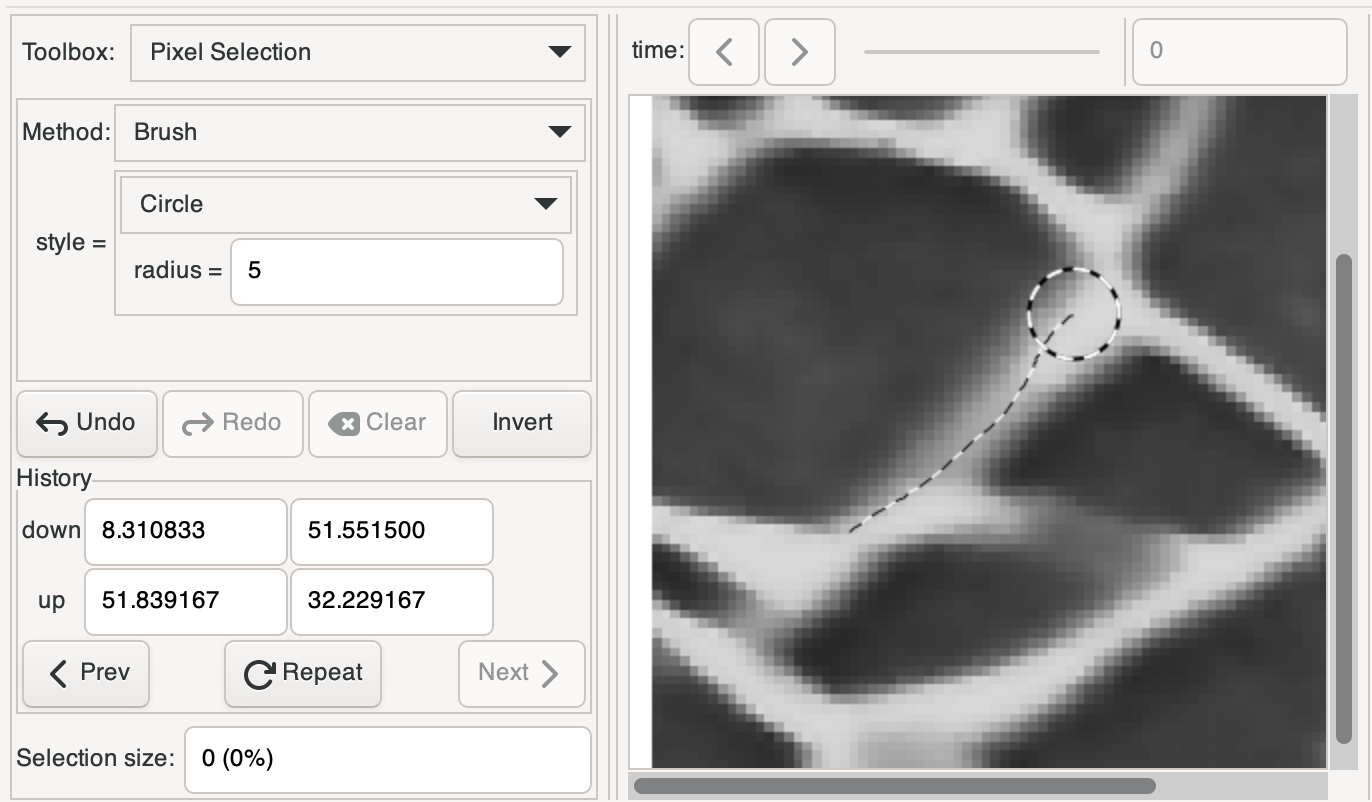 Toolbox: Pixel Selection
Method: Brush
Circle
style =
radius = 5
Undo Redo Clear Invert
History
down 8.310833 51.551500
up 51.839167 32.229167
Prev Repeat Next
Selection size: 0 (0%)
time: 0